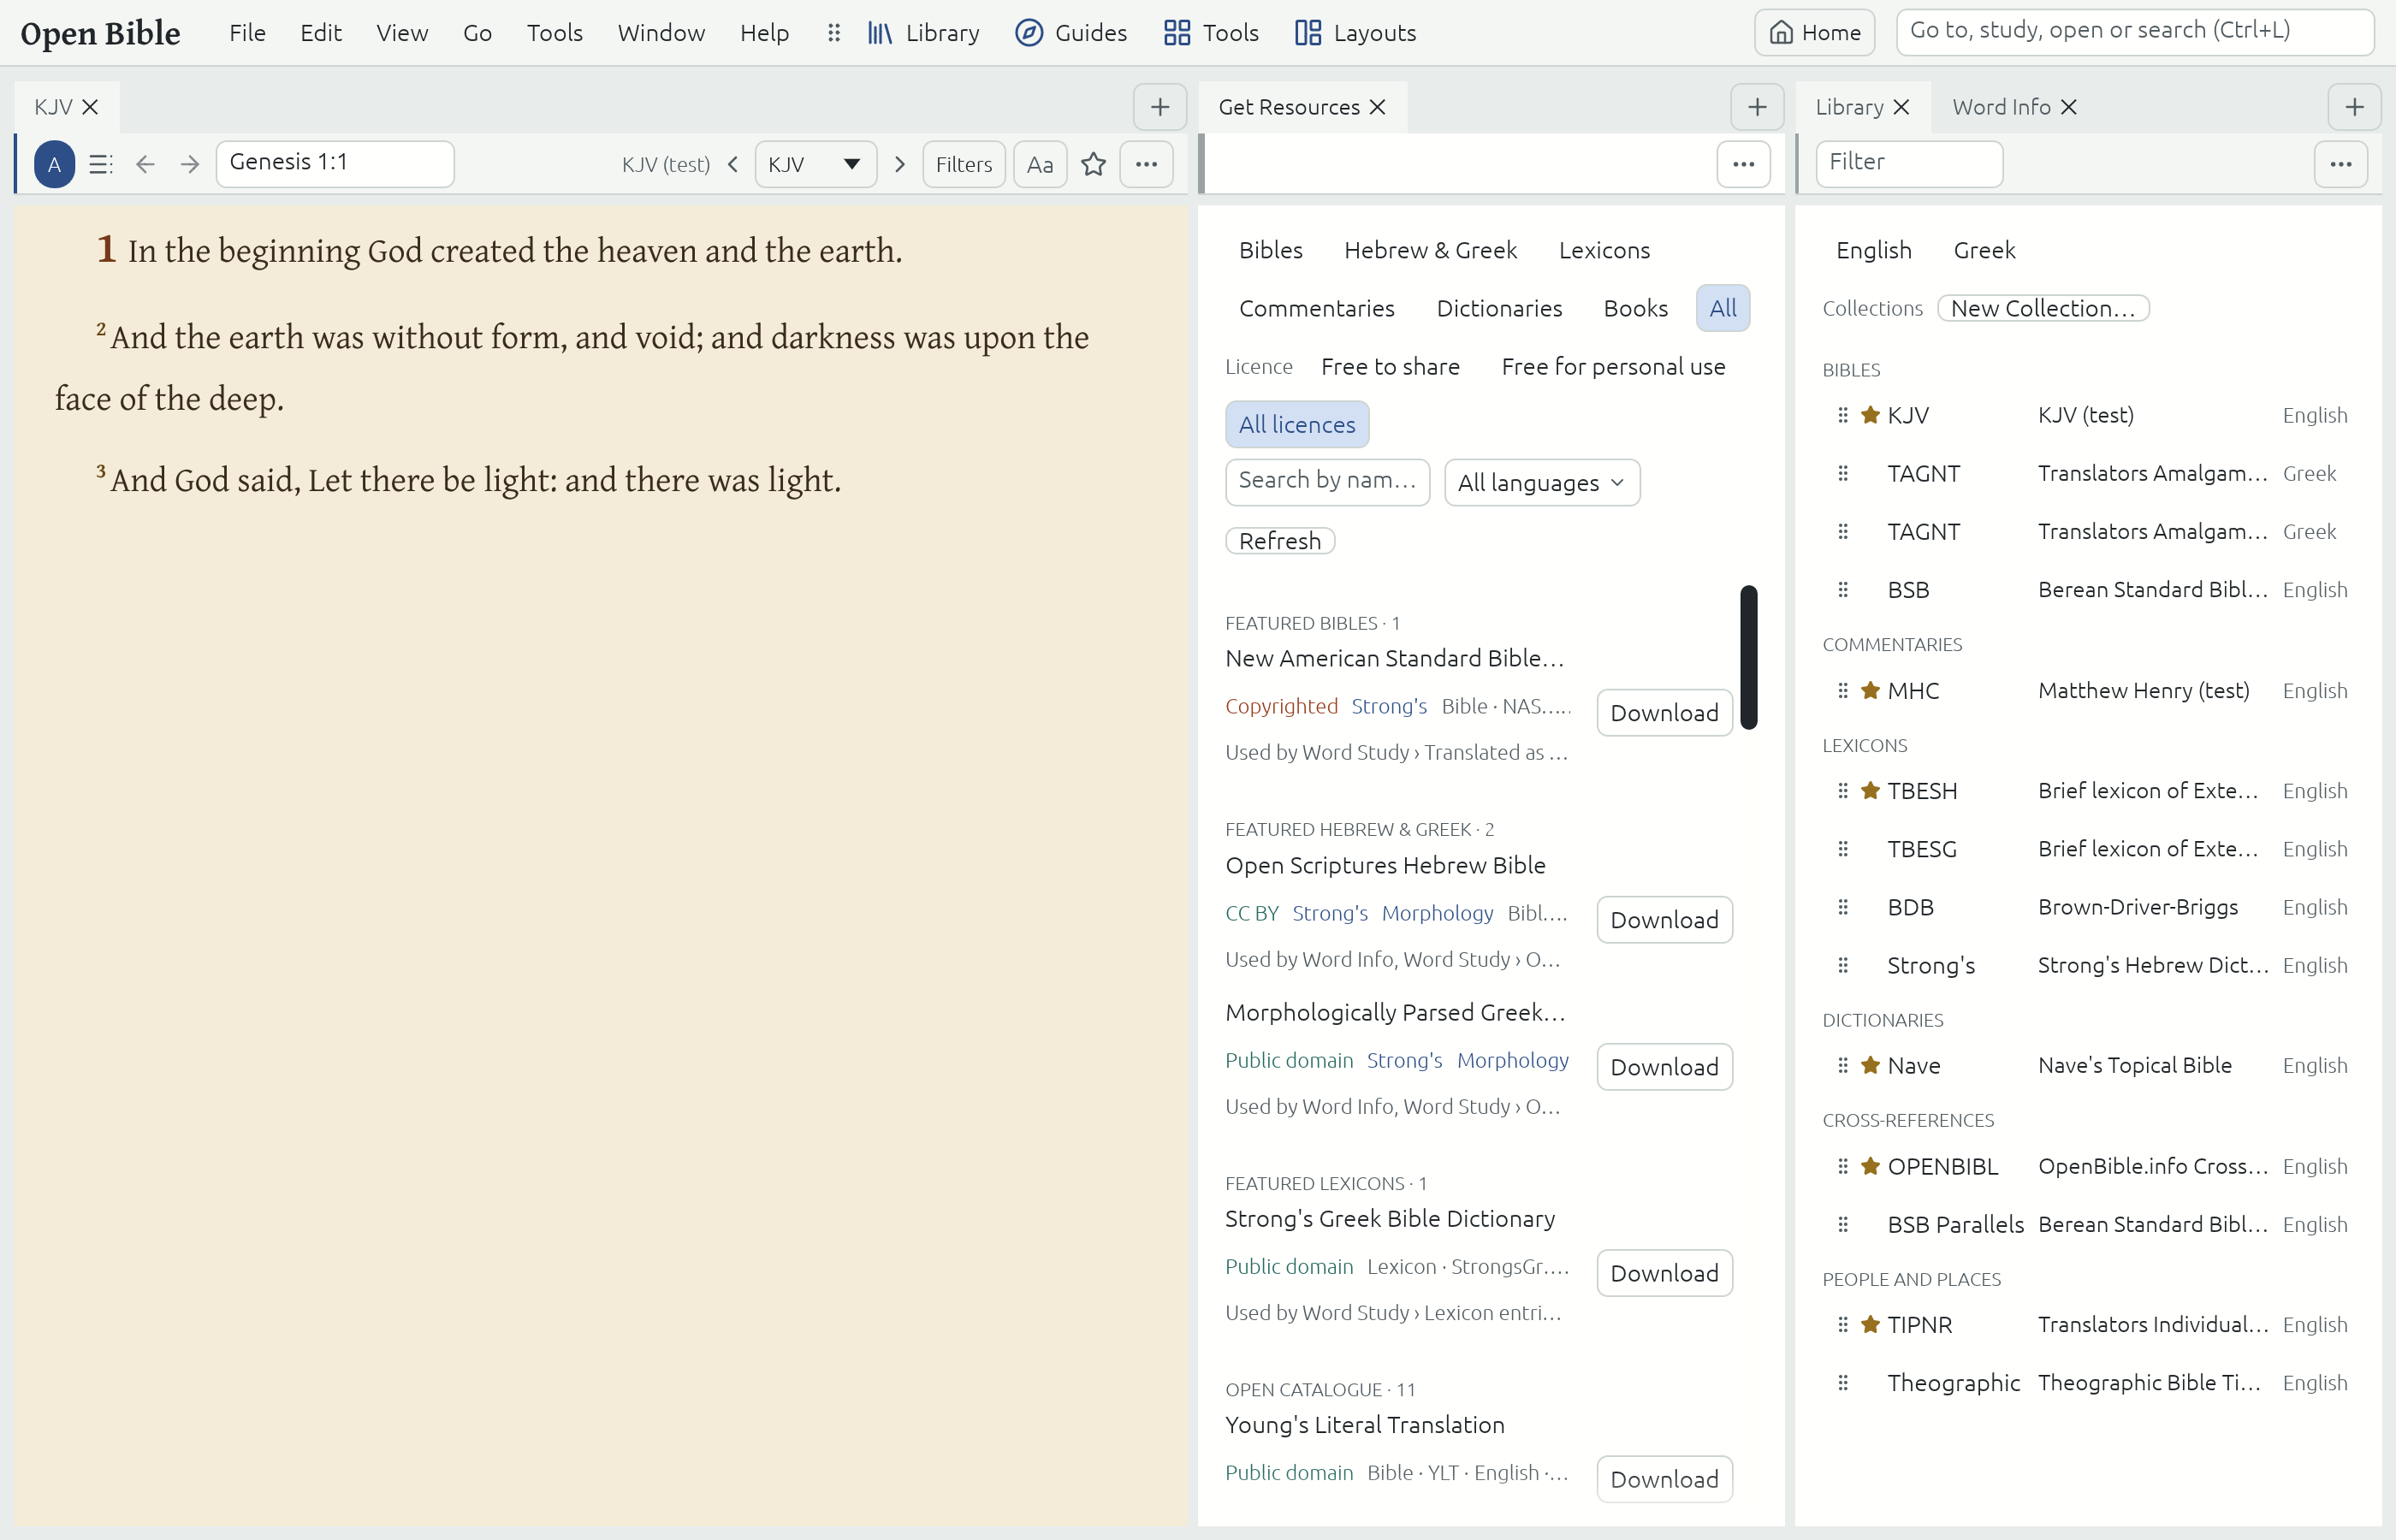 Open Bible File Edit View Go Tools Window Help Library Guides Tools Layouts Home Go to, study, open or search (Ctrl+L)
KJV
A Genesis 1:1 KJV (test) KJV Filters Aa
1 In the beginning God created the heaven and the earth.
2 And the earth was without form, and void; and darkness was upon the
face of the deep.
3 And God said, Let there be light: and there was light.
Get Resources
Bibles Hebrew & Greek Lexicons
Commentaries Dictionaries Books All
Licence Free to share Free for personal use
All licences
Search by nam… All languages
Refresh
FEATURED BIBLES · 1
New American Standard Bible…
Copyrighted Strong's Bible · NAS…..
Download
Used by Word Study › Translated as …
FEATURED HEBREW & GREEK · 2
Open Scriptures Hebrew Bible
CC BY Strong's Morphology Bibl….
Download
Used by Word Info, Word Study › O…
Morphologically Parsed Greek…
Public domain Strong's Morphology
Download
Used by Word Info, Word Study › O…
FEATURED LEXICONS · 1
Strong's Greek Bible Dictionary
Public domain Lexicon · StrongsGr….
Download
Used by Word Study › Lexicon entri…
OPEN CATALOGUE · 11
Young's Literal Translation
Public domain Bible · YLT · English ·…
Download
Library Word Info
Filter
English Greek
Collections New Collection…
BIBLES
KJV KJV (test) English
TAGNT Translators Amalgam… Greek
TAGNT Translators Amalgam… Greek
BSB Berean Standard Bibl… English
COMMENTARIES
MHC Matthew Henry (test) English
LEXICONS
TBESH Brief lexicon of Exte… English
TBESG Brief lexicon of Exte… English
BDB Brown-Driver-Briggs English
Strong's Strong's Hebrew Dict… English
DICTIONARIES
Nave Nave's Topical Bible English
CROSS-REFERENCES
OPENBIBL OpenBible.info Cross… English
BSB Parallels Berean Standard Bibl… English
PEOPLE AND PLACES
TIPNR Translators Individual… English
Theographic Theographic Bible Ti… English